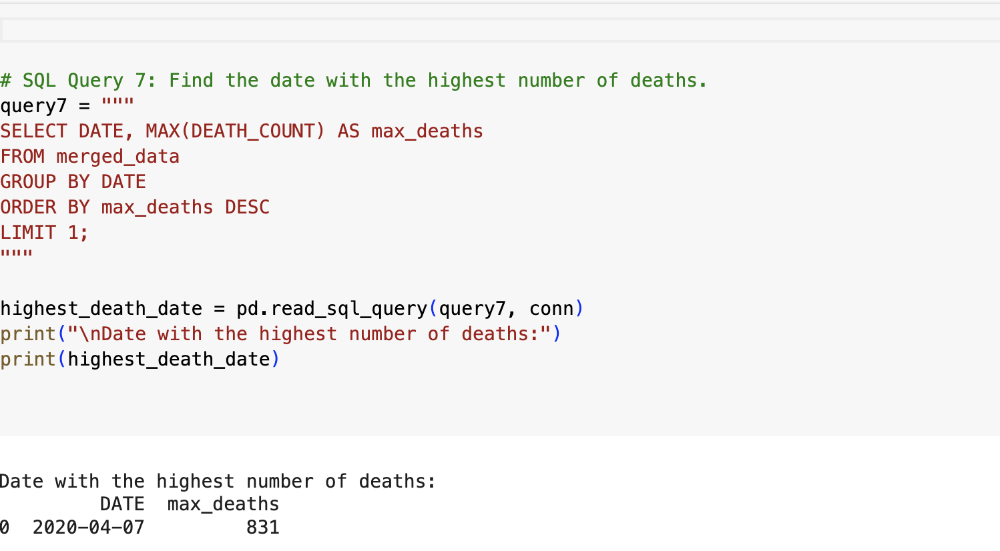 # SQL Query 7: Find the date with the highest number of deaths.
query7 = """
SELECT DATE, MAX(DEATH_COUNT) AS max_deaths
FROM merged_data
GROUP BY DATE
ORDER BY max_deaths DESC
LIMIT 1;
"""
highest_death_date = pd.read_sql_query(query7, conn)
print("\nDate with the highest number of deaths:")
print(highest_death_date)
Date with the highest number of deaths:
         DATE  max_deaths
0  2020-04-07         831